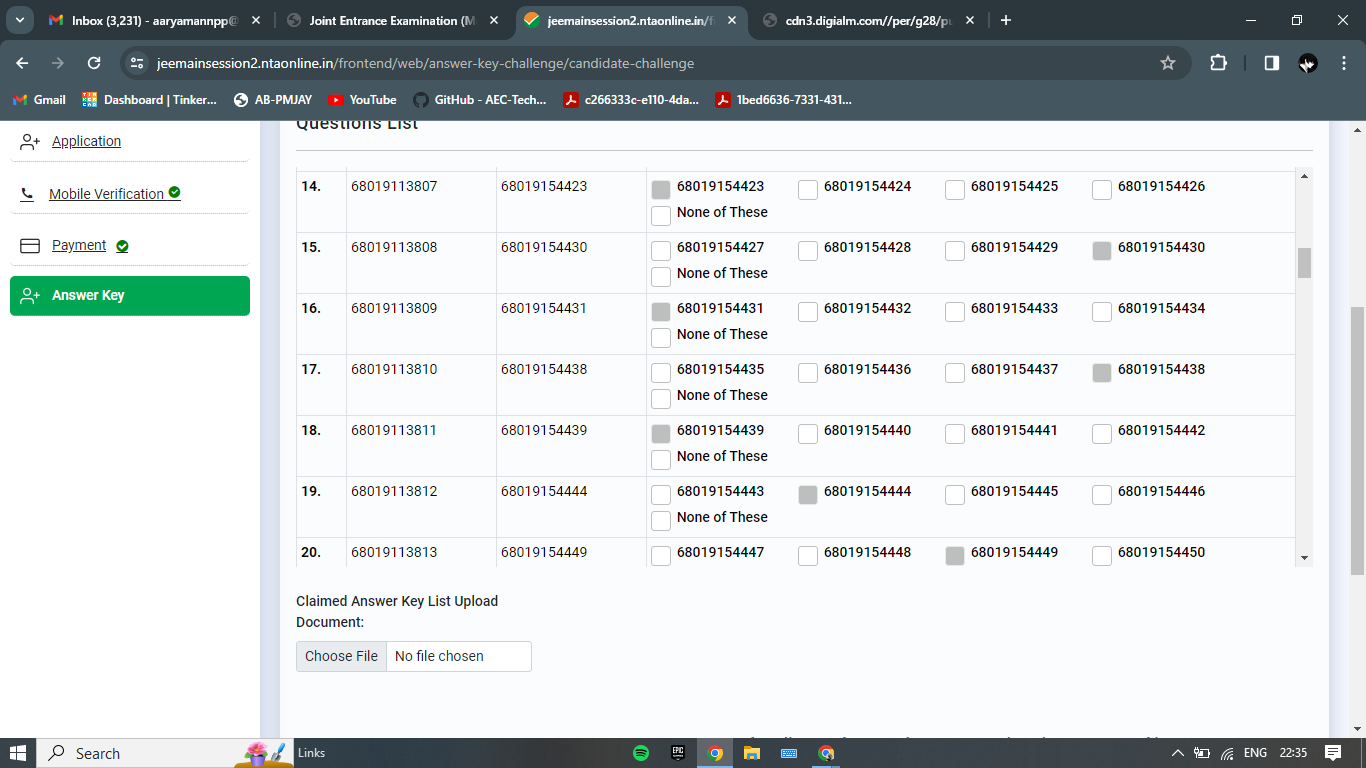 Inbox (3,231) - aaryamannpp@
Joint Entrance Examination (M
jeemainsession2.ntaonline.in/f
cdn3.digialm.com//per/g28/pu
jeemainsession2.ntaonline.in/frontend/web/answer-key-challenge/candidate-challenge
Gmail
Dashboard | Tinker...
AB-PMJAY
YouTube
GitHub - AEC-Tech...
c266333c-e110-4da...
1bed6636-7331-431...
Application
Mobile Verification
Payment
Answer Key
Questions List
14. 68019113807 68019154423 68019154423 68019154424 68019154425 68019154426
None of These
15. 68019113808 68019154430 68019154427 68019154428 68019154429 68019154430
None of These
16. 68019113809 68019154431 68019154431 68019154432 68019154433 68019154434
None of These
17. 68019113810 68019154438 68019154435 68019154436 68019154437 68019154438
None of These
18. 68019113811 68019154439 68019154439 68019154440 68019154441 68019154442
None of These
19. 68019113812 68019154444 68019154443 68019154444 68019154445 68019154446
None of These
20. 68019113813 68019154449 68019154447 68019154448 68019154449 68019154450
Claimed Answer Key List Upload
Document:
Choose File No file chosen
Search
Links
EPIC
ENG
22:35